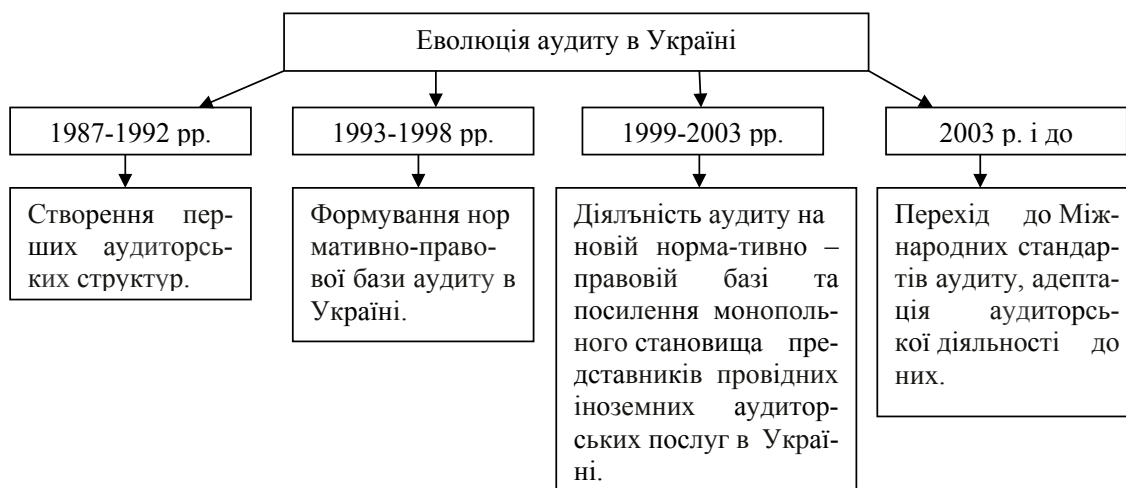 Еволюція аудиту в Україні
1987-1992 рр.
1993-1998 рр.
1999-2003 рр.
2003 р. і до
Створення пер-
ших аудиторсь-
ких структур.
Формування нор
мативно-право-
вої бази аудиту в
Україні.
Діялъність аудиту на
новій норма-тивно –
правовій базі та
посилення монополь-
ного становища пре-
дставників провідних
іноземних аудитор-
ських послуг в Украї-
ні.
Перехід до Між-
народних стандар-
тів аудиту, адепта-
ція аудиторсь-
кої діяльності до
них.